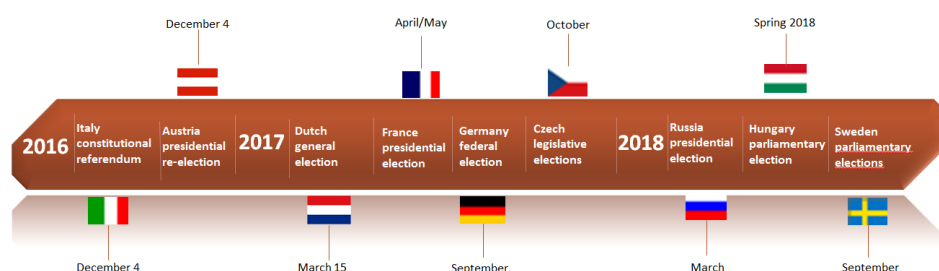 December 4
April/May
October
Spring 2018
2016
Italy
constitutional
referendum
Austria
presidential
re-election
2017
Dutch
general
election
France
presidential
election
Germany
federal
election
Czech
legislative
elections
2018
Russia
presidential
election
Hungary
parliamentary
election
Sweden
parliamentary
elections
December 4
March 15
September
March
September